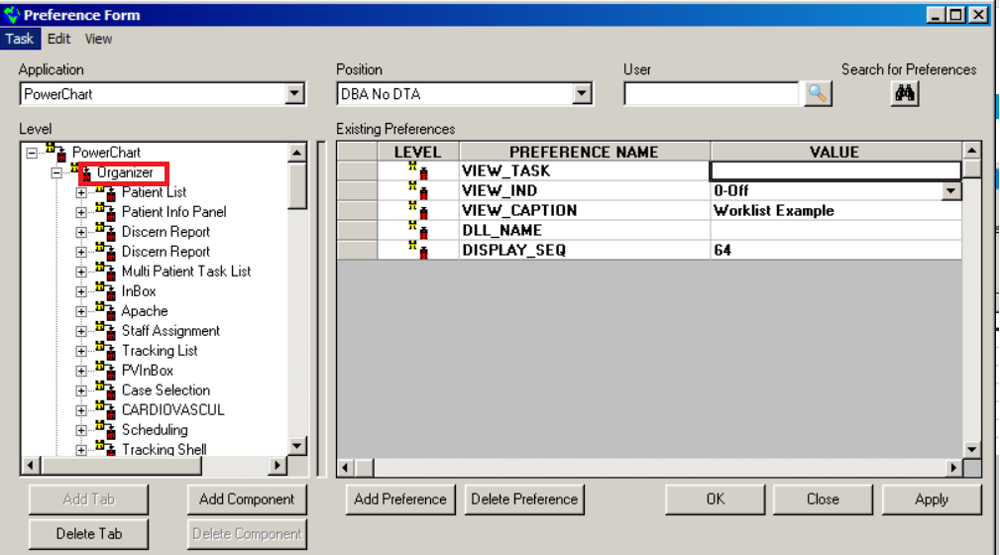 Preference Form
Task Edit View
Application
Position
User
Search for Preferences
PowerChart
DBA No DTA
Level
Existing Preferences
PowerChart
Organizer
Patient List
Patient Info Panel
Discern Report
Discern Report
Multi Patient Task List
InBox
Apache
Staff Assignment
Tracking List
PVInBox
Case Selection
CARDIOVASCUL
Scheduling
Tracking Shell
LEVEL PREFERENCE NAME VALUE
VIEW_TASK
VIEW_IND 0-Off
VIEW_CAPTION Worklist Example
DLL_NAME
DISPLAY_SEQ 64
Add Tab Add Component Add Preference Delete Preference OK Close Apply
Delete Tab Delete Component